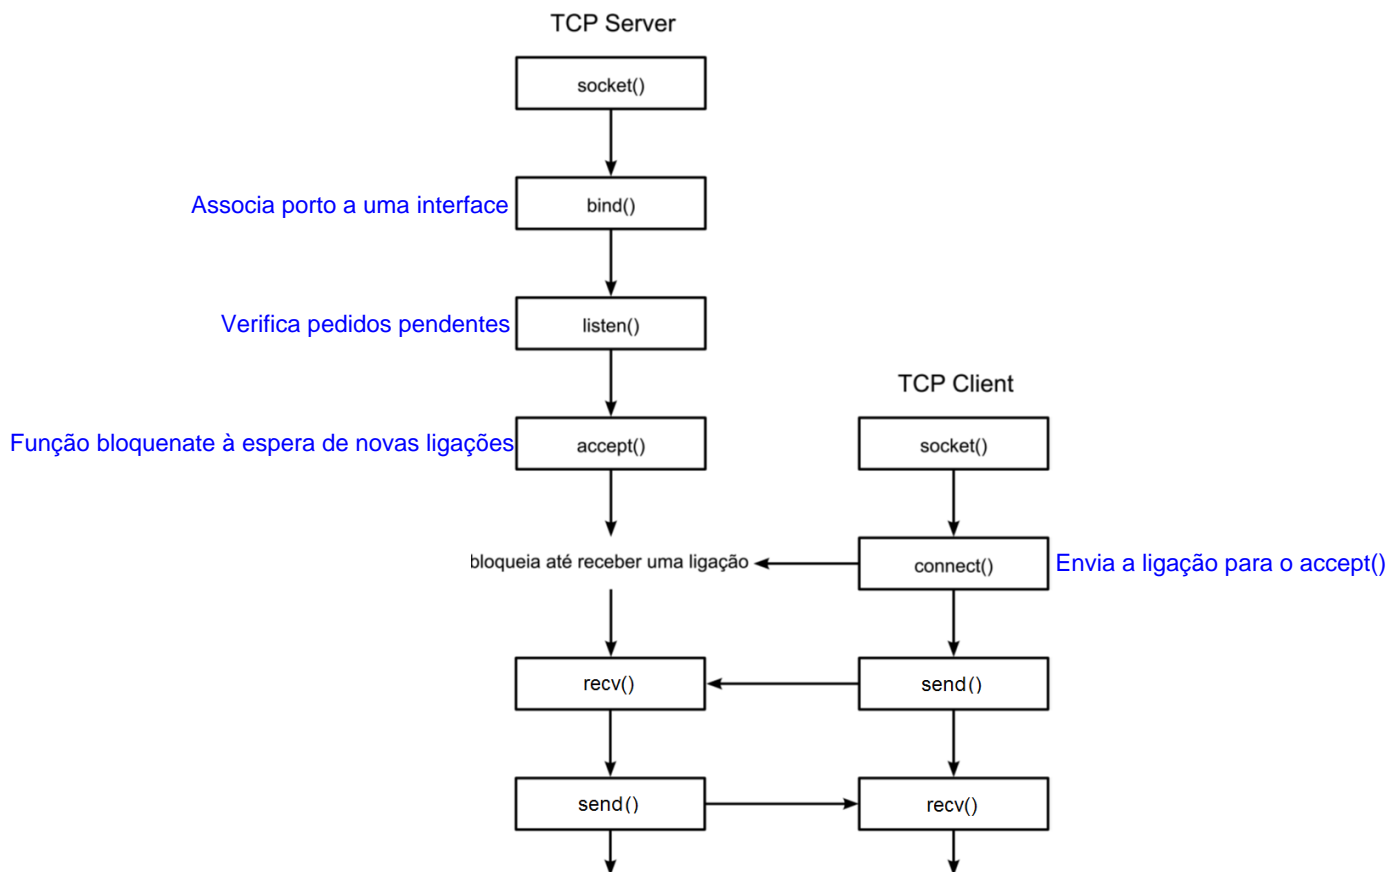 TCP Server
socket()
Associa porto a uma interface
bind()
Verifica pedidos pendentes
listen()
TCP Client
Função bloquenate à espera de novas ligações
accept()
socket()
bloqueia até receber uma ligação
connect()
Envia a ligação para o accept()
recv()
send()
send()
recv()